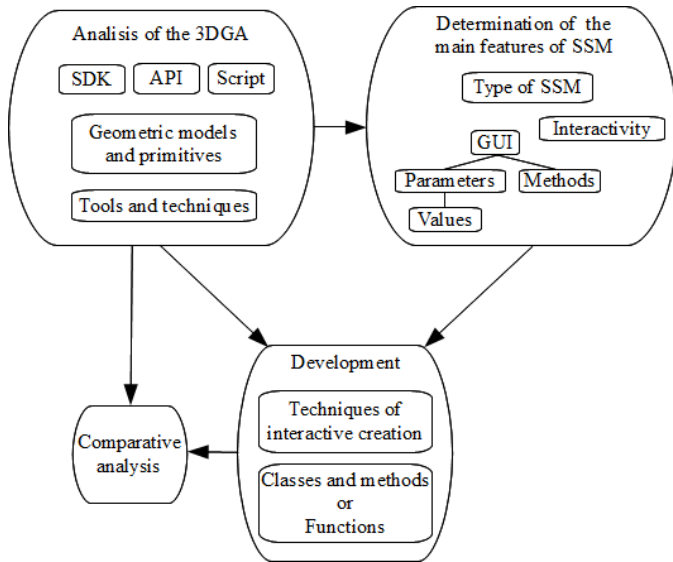 Analisis of the 3DGA
SDK
API
Script
Geometric models
and primitives
Tools and techniques
Determination of the
main features of SSM
Type of SSM
Interactivity
GUI
Parameters
Methods
Values
Development
Techniques of
interactive creation
Classes and methods
or
Functions
Comparative
analysis